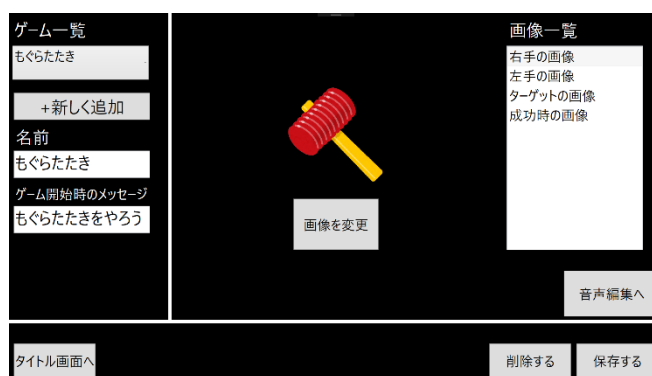 ゲーム一覧
もぐらたたき
+新しく追加
名前
もぐらたたき
ゲーム開始時のメッセージ
もぐらたたきをやろう
画像を変更
画像一覧
右手の画像
左手の画像
ターゲットの画像
成功時の画像
音声編集へ
タイトル画面へ
削除する
保存する